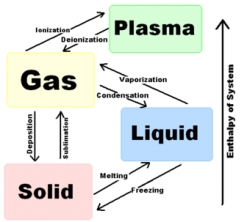 Ionization
Plasma
Deionization
Gas
Vaporization
Condensation
Enthalpy of System
Deposition
Sublimation
Liquid
Melting
Solid
Freezing